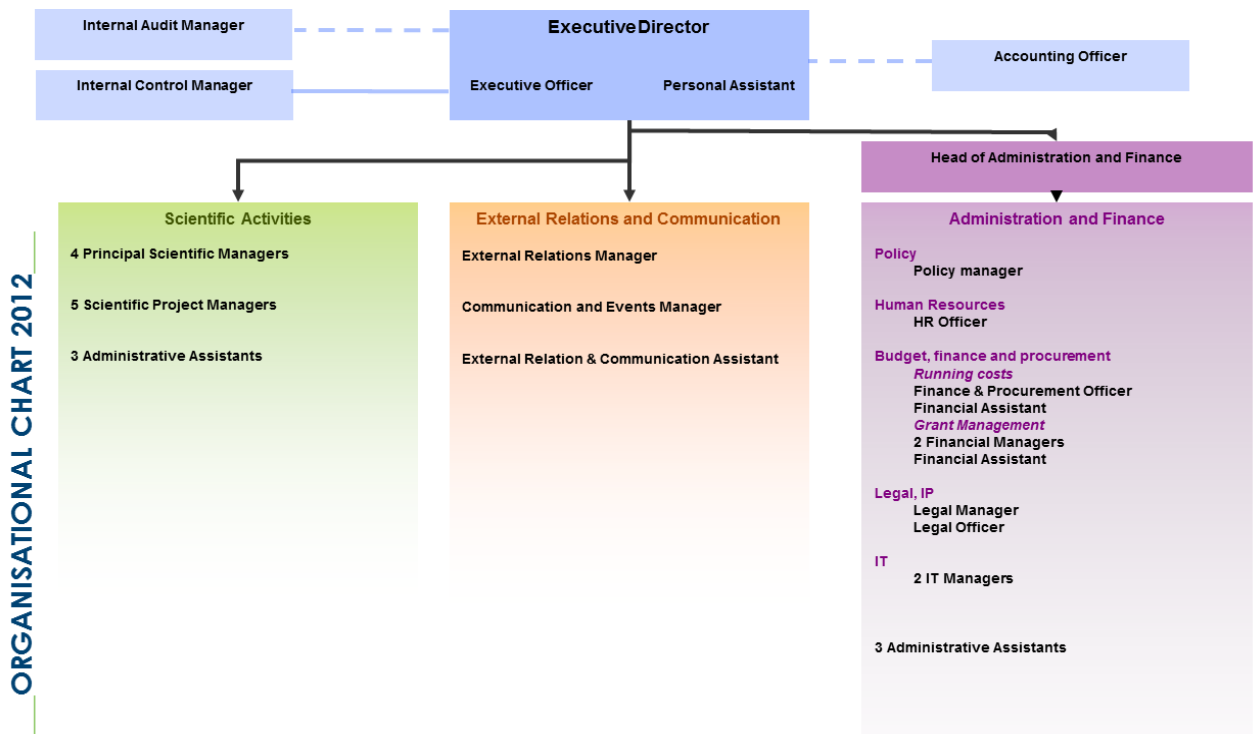 Internal Audit Manager
Internal Control Manager
Executive Director
Executive Officer
Personal Assistant
Accounting Officer
Head of Administration and Finance
Scientific Activities
4 Principal Scientific Managers
5 Scientific Project Managers
3 Administrative Assistants
External Relations and Communication
External Relations Manager
Communication and Events Manager
External Relation & Communication Assistant
Administration and Finance
Policy
Policy manager
Human Resources
HR Officer
Budget, finance and procurement
Running costs
Finance & Procurement Officer
Financial Assistant
Grant Management
2 Financial Managers
Financial Assistant
Legal, IP
Legal Manager
Legal Officer
IT
2 IT Managers
3 Administrative Assistants
ORGANISATIONAL CHART 2012